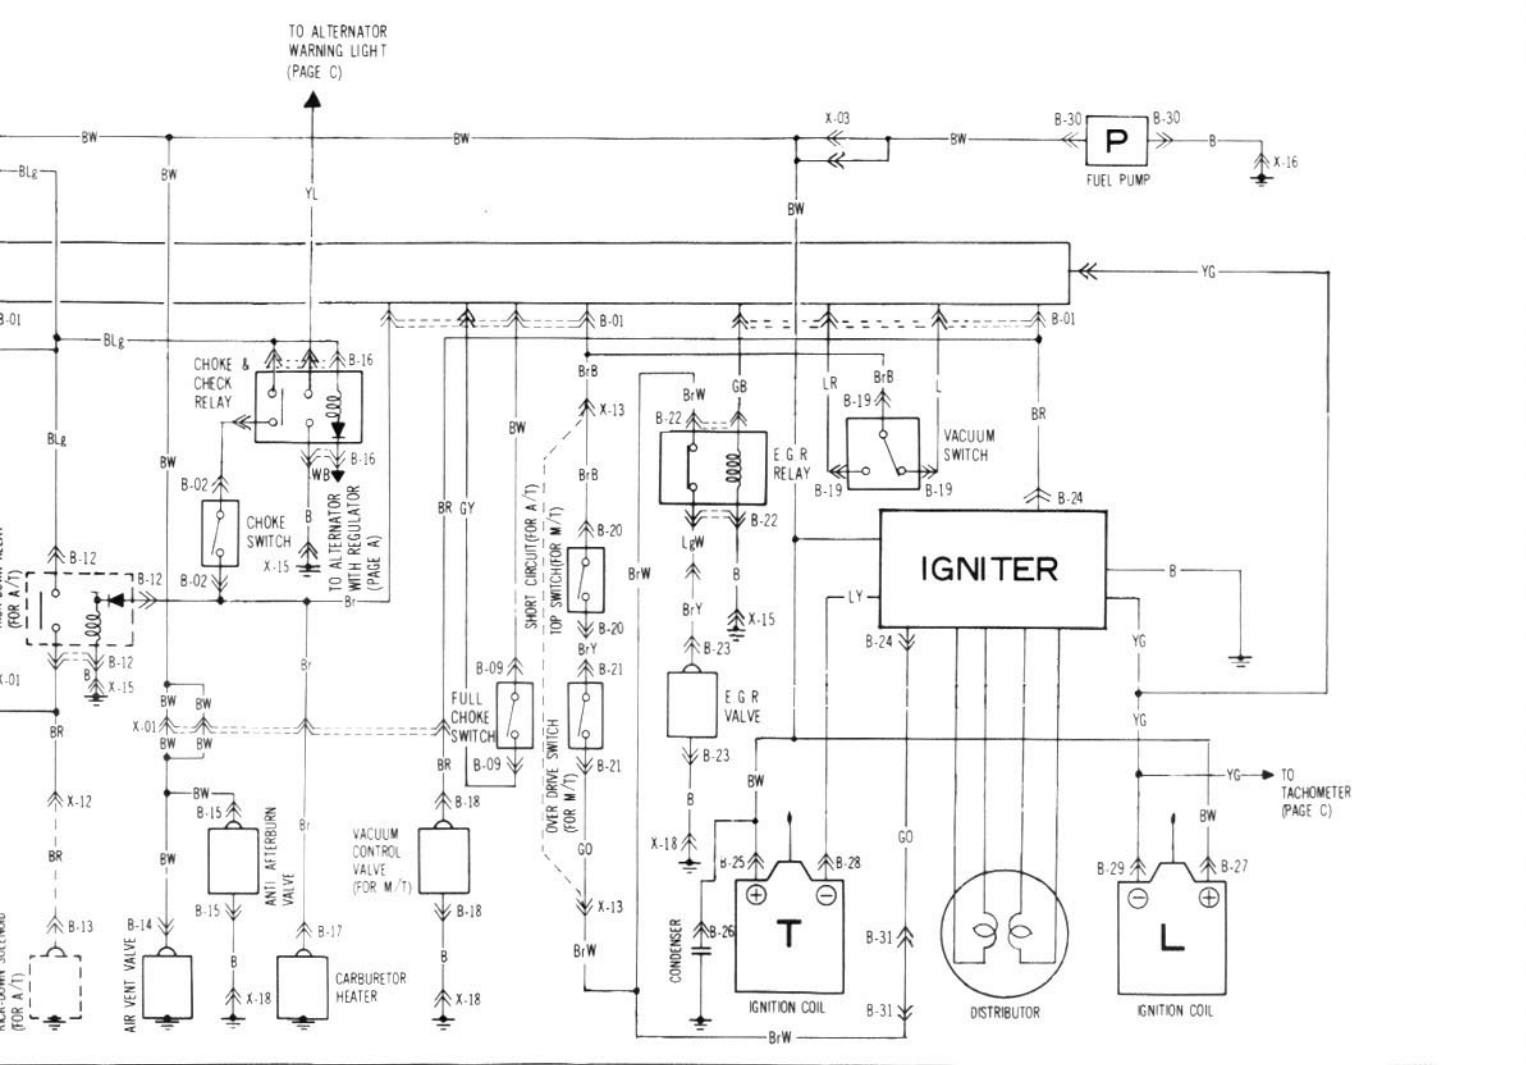 TO ALTERNATOR
WARNING LIGHT
(PAGE C)
BW
BW
X-03
BW
B-30
P
B-30
B
X-16
FUEL PUMP
BLg
BW
YL
BW
YG
B-01
B-01
B-01
BLg
CHOKE &
CHECK
RELAY
B-16
B-16
WB
BrB
X-13
BrB
BrW
GB
LR
BrB
L
B-19
BR
B-22
E.G.R
RELAY
B-22
VACUUM
SWITCH
B-19
B-19
BLg
BW
BW
B-02
CHOKE
SWITCH
B-02
B
X-15
TO ALTERNATOR
WITH REGULATOR
(PAGE A)
BR
GY
SHORT CIRCUIT(FOR A/T)
TOP SWITCH(FOR M/T)
B-20
B-20
BrY
LgW
BrY
BrW
B
X-15
B-24
IGNITER
B
LY
B-24
YG
YG
B-12
(FOR A/T)
B-12
B-12
B
X-15
Br
Br
B-09
FULL
CHOKE
SWITCH
B-09
B-21
B-21
OVER DRIVE SWITCH
(FOR M/T)
B-23
E G R
VALVE
B-23
B
X-18
X-01
BR
BW
BW
X-01
BW
BW
BR
YG
TO
TACHOMETER
(PAGE C)
X-12
BR
BW
B-15
ANTI AFTERBURN
VALVE
BW
B-15
Br
VACUUM
CONTROL
VALVE
(FOR M/T)
B-18
B-18
GO
X-13
BW
B-25
B-28
GO
BW
B-29
B-27
B-13
B-14
B-17
B
B
X-18
X-18
AIR VENT VALVE
CARBURETOR
HEATER
BrW
CONDENSER
B-26
T
IGNITION COIL
B-31
B-31
BrW
DISTRIBUTOR
L
IGNITION COIL
(FOR A/T)